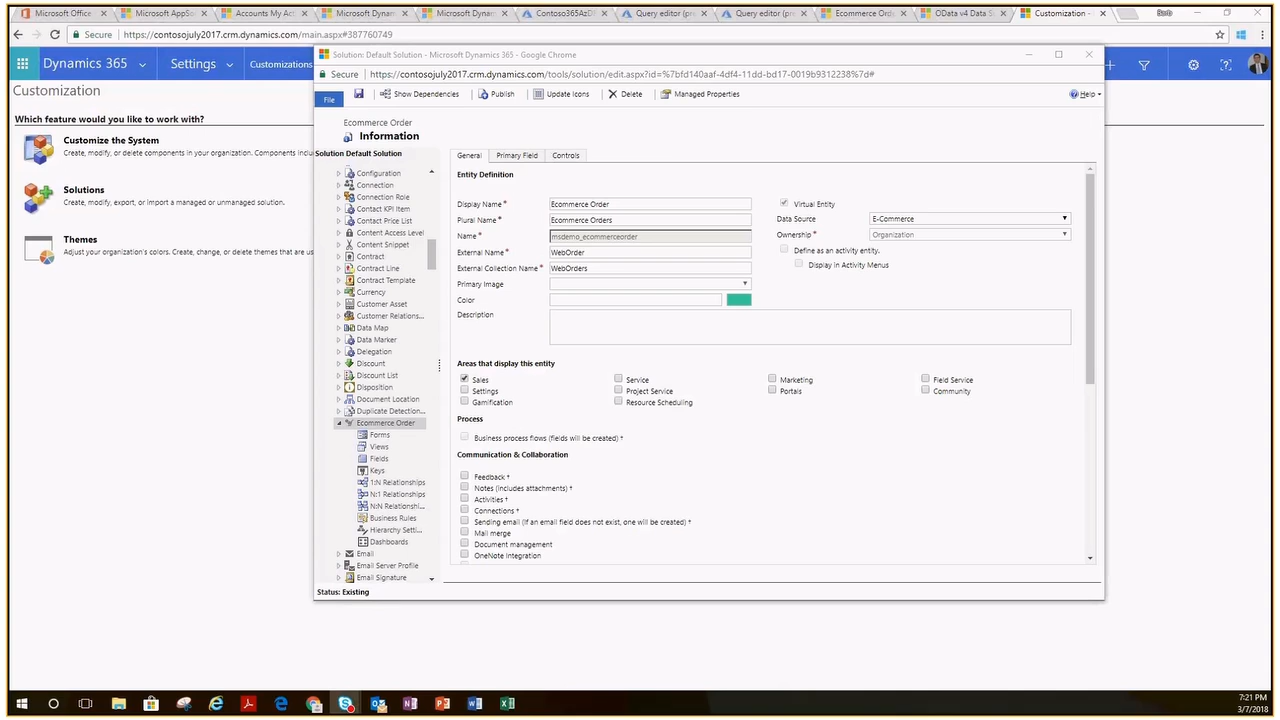 Microsoft Office
Microsoft AppSo
Accounts My Act
Microsoft Dynam
Microsoft Dynam
Contoso365AzDB
Query editor (pre
Query editor (pre
Ecommerce Orde
OData v4 Data S
Customization -
Secure
https://contosojuly2017.crm.dynamics.com/main.aspx#387760749
Dynamics 365
Settings
Customizations
Customization
Which feature would you like to work with?
Customize the System
Create, modify, or delete components in your organization. Components inclu
Solutions
Create, modify, export, or import a managed or unmanaged solution.
Themes
Adjust your organization's colors. Create, change, or delete themes that are us
Solution: Default Solution - Microsoft Dynamics 365 - Google Chrome
Secure
https://contosojuly2017.crm.dynamics.com/tools/solution/edit.aspx?id=%7bfd140aaf-4df4-11dd-bd17-0019b9312238%7d#
File
Show Dependencies
Publish
Update Icons
Delete
Managed Properties
Help
Ecommerce Order
Information
Solution Default Solution
Configuration
Connection
Connection Role
Contact KPI Item
Contact Price List
Content Access Level
Content Snippet
Contract
Contract Line
Contract Template
Currency
Customer Asset
Customer Relations...
Data Map
Data Marker
Delegation
Discount
Discount List
Disposition
Document Location
Duplicate Detection...
Ecommerce Order
Forms
Views
Fields
Keys
1:N Relationships
N:1 Relationships
N:N Relationshi...
Business Rules
Hierarchy Setti...
Dashboards
Email
Email Server Profile
Email Signature
General
Primary Field
Controls
Entity Definition
Display Name *
Ecommerce Order
Plural Name *
Ecommerce Orders
Name *
msdemo_ecommerceorder
External Name *
WebOrder
External Collection Name *
WebOrders
Primary Image
Color
Description
Virtual Entity
Data Source
E-Commerce
Ownership *
Organization
Define as an activity entity.
Display in Activity Menus
Areas that display this entity
Sales
Service
Marketing
Field Service
Settings
Project Service
Portals
Community
Gamification
Resource Scheduling
Process
Business process flows (fields will be created) *
Communication & Collaboration
Feedback †
Notes (includes attachments) †
Activities †
Connections †
Sending email (If an email field does not exist, one will be created) *
Mail merge
Document management
OneNote Integration
Status: Existing
7:21 PM
3/7/2018